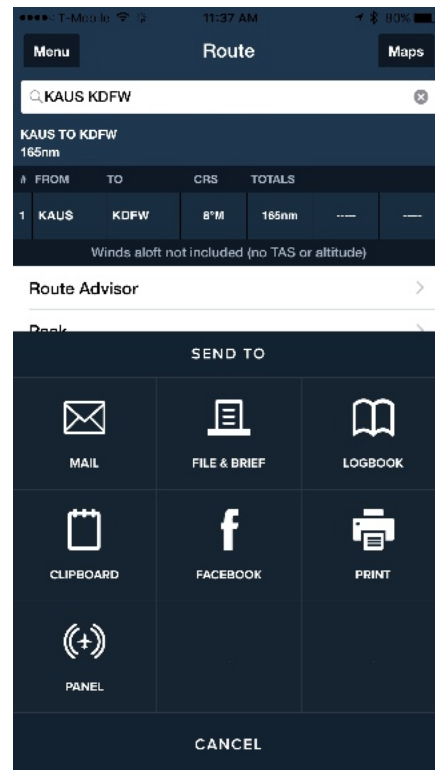 T-Mobile 11:37 AM 80%
Menu Route Maps
KAUS KDFW
KAUS TO KDFW
165nm
# FROM TO CRS TOTALS
1 KAUS KDFW 8°M 165nm ---- ----
Winds aloft not included (no TAS or altitude)
Route Advisor
SEND TO
MAIL FILE & BRIEF LOGBOOK
CLIPBOARD FACEBOOK PRINT
PANEL
CANCEL